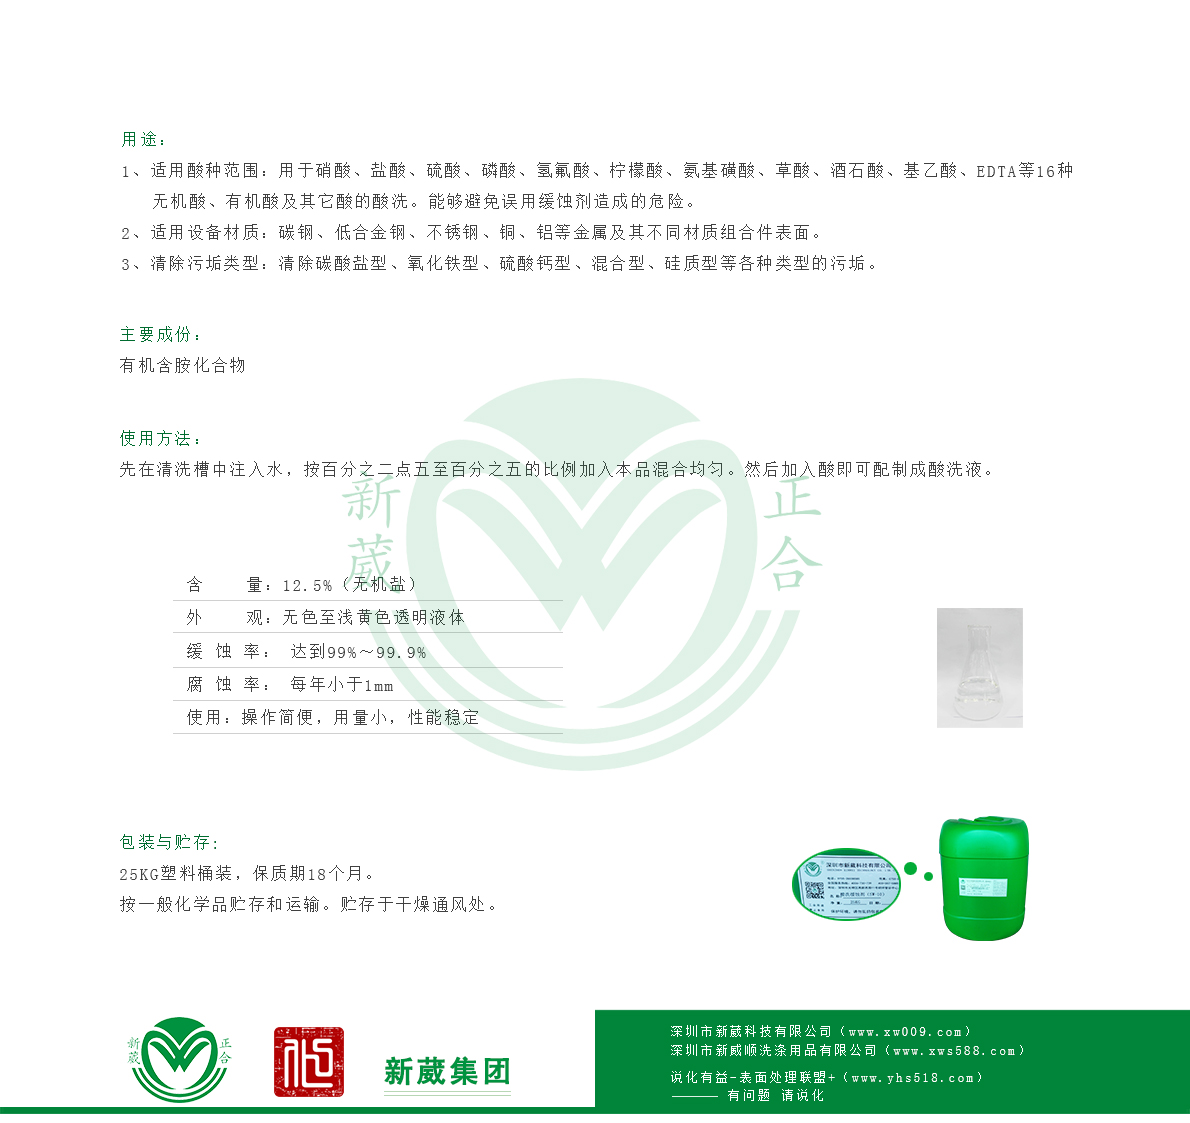 用途：
1、适用酸种范围：用于硝酸、盐酸、硫酸、磷酸、氢氟酸、柠檬酸、氨基磺酸、草酸、酒石酸、基乙酸、EDTA等16种
无机酸、有机酸及其它酸的酸洗。能够避免误用缓蚀剂造成的危险。
2、适用设备材质：碳钢、低合金钢、不锈钢、铜、铝等金属及其不同材质组合件表面。
3、清除污垢类型：清除碳酸盐型、氧化铁型、硫酸钙型、混合型、硅质型等各种类型的污垢。
主要成份：
有机含胺化合物
使用方法：
先在清洗槽中注入水，按百分之二点五至百分之五的比例加入本品混合均匀。然后加入酸即可配制成酸洗液。
新葳 正合
含 量：12.5%（无机盐）
外 观：无色至浅黄色透明液体
缓 蚀 率： 达到99%～99.9%
腐 蚀 率： 每年小于1mm
使用：操作简便，用量小，性能稳定
包装与贮存:
25KG塑料桶装，保质期18个月。
按一般化学品贮存和运输。贮存于干燥通风处。
深圳市新葳科技有限公司
新葳 正合
新葳集团
深圳市新葳科技有限公司（www.xw009.com）
深圳市新威顺洗涤用品有限公司（www.xws588.com）
说化有益-表面处理联盟+（www.yhs518.com）
有问题 请说化